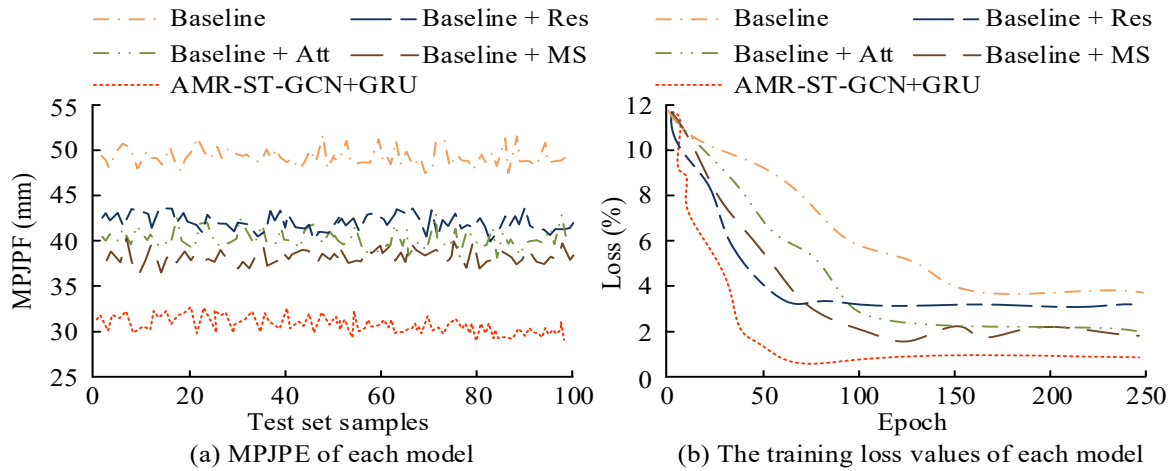 Baseline
Baseline + Res
Baseline + Att
Baseline + MS
AMR-ST-GCN+GRU
55
50
45
40
35
30
25
MPJPF (mm)
0
20
40
60
80
100
Test set samples
(a) MPJPE of each model
Baseline
Baseline + Res
Baseline + Att
Baseline + MS
AMR-ST-GCN+GRU
12
10
8
6
4
2
0
Loss (%)
50
100
150
200
250
Epoch
(b) The training loss values of each model